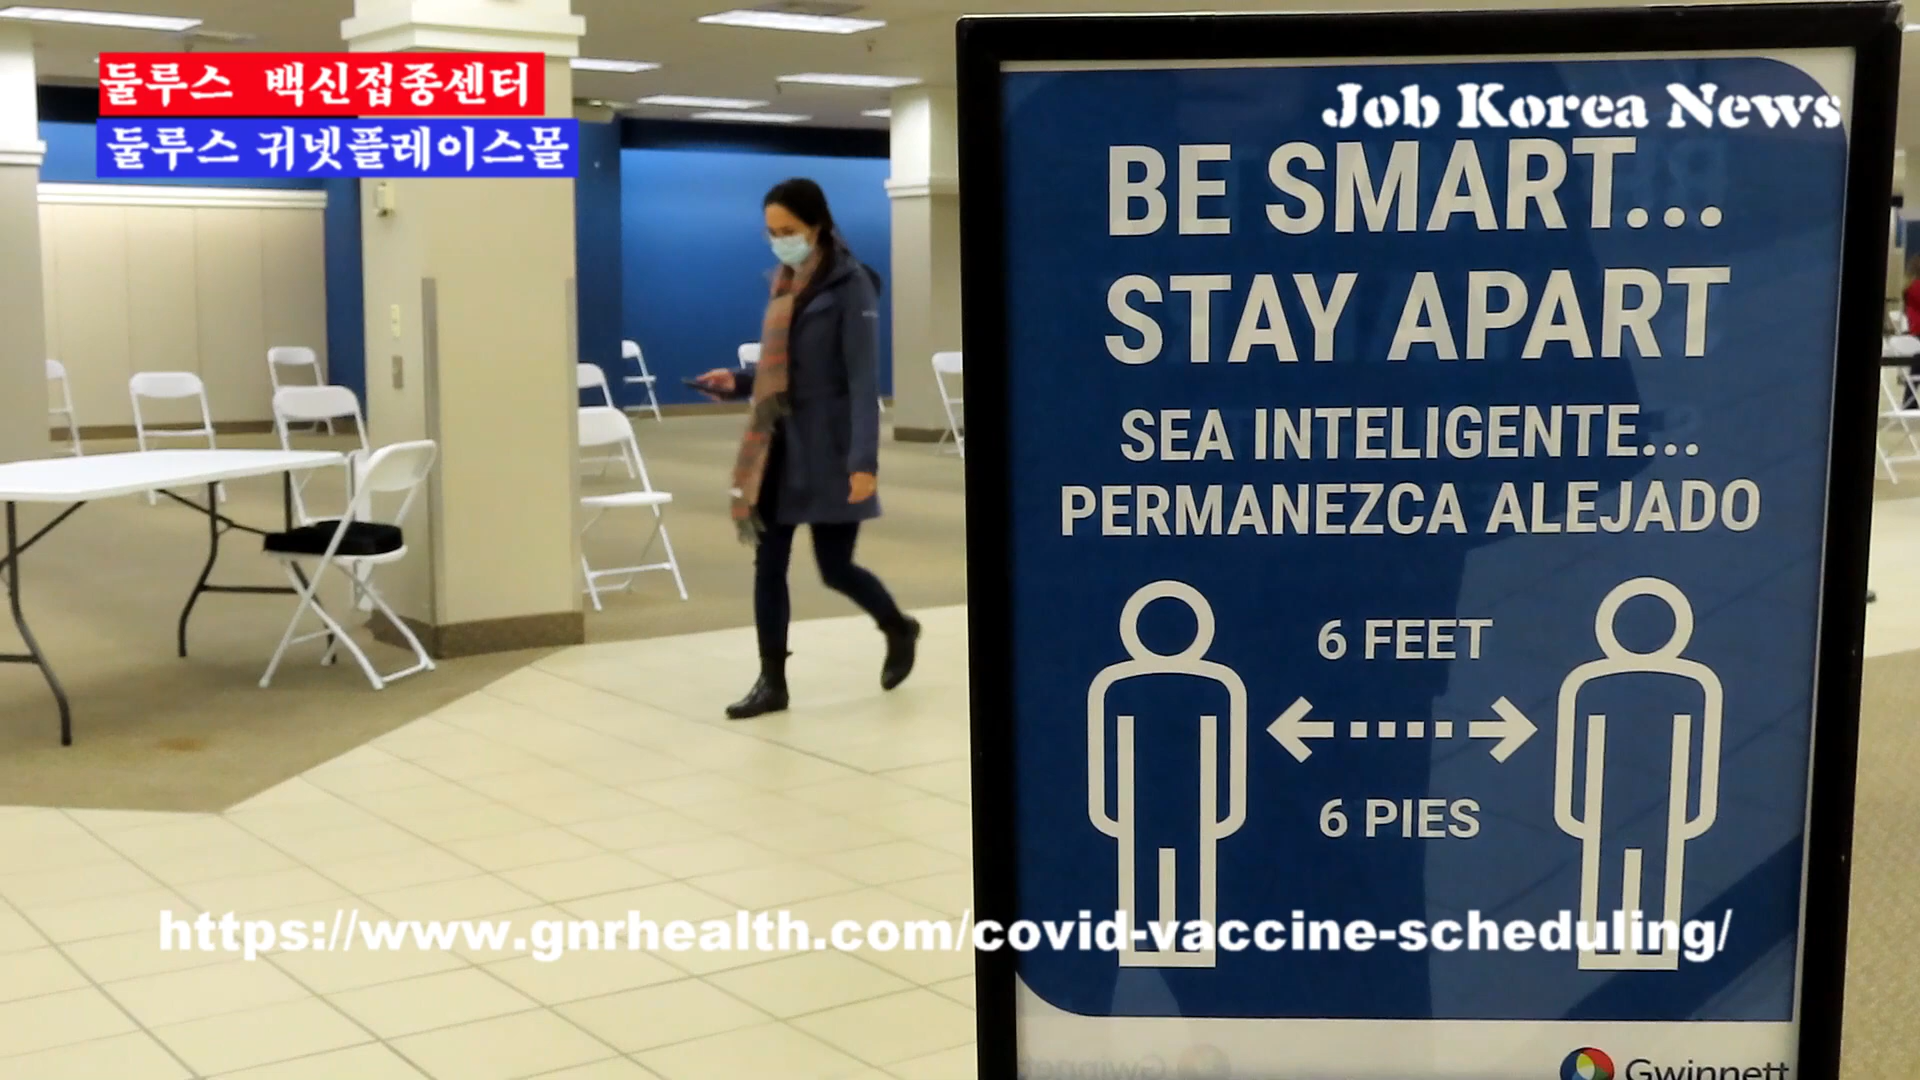 둘루스 백신접종센터
둘루스 귀넷플레이스몰
Job Korea News
BE SMART...
STAY APART
SEA INTELIGENTE...
PERMANEZCA ALEJADO
6 FEET
6 PIES
https://www.gnrhealth.com/covid-vaccine-scheduling/
Gwinnett